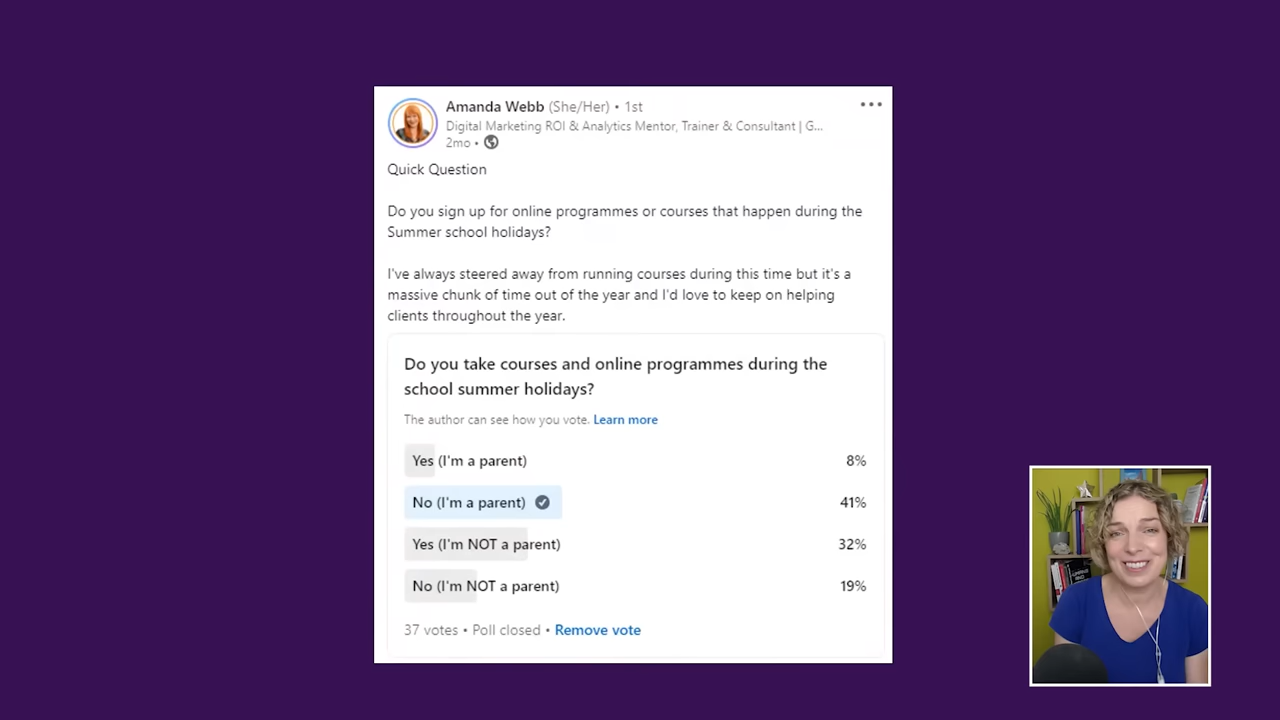 Amanda Webb (She/Her) • 1st
Digital Marketing ROI & Analytics Mentor, Trainer & Consultant | G...
2mo •
Quick Question
Do you sign up for online programmes or courses that happen during the
Summer school holidays?
I've always steered away from running courses during this time but it's a
massive chunk of time out of the year and I'd love to keep on helping
clients throughout the year.
Do you take courses and online programmes during the
school summer holidays?
The author can see how you vote. Learn more
Yes (I'm a parent) 8%
No (I'm a parent) 41%
Yes (I'm NOT a parent) 32%
No (I'm NOT a parent) 19%
37 votes • Poll closed • Remove vote